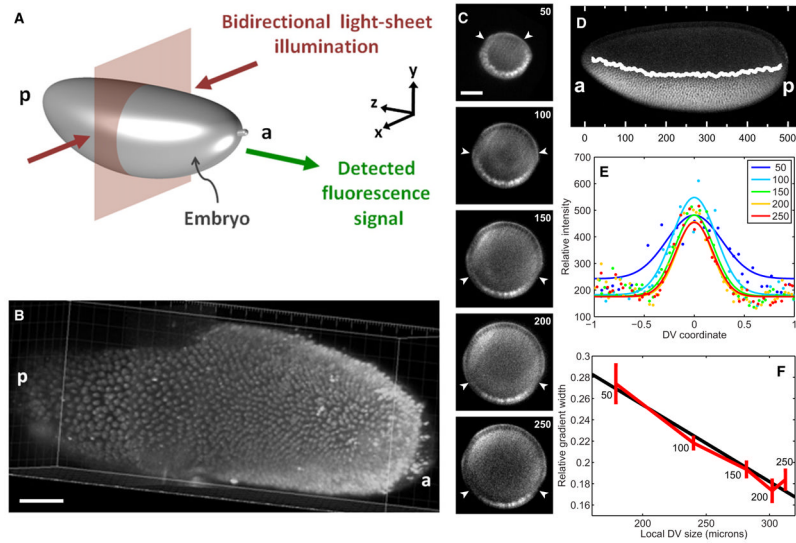 A
Bidirectional light-sheet
illumination
p
y
z
x
a
Detected
fluorescence
signal
Embryo
B
p
a
C
50
100
150
200
250
D
a
p
0 100 200 300 400 500
E
Relative intensity
700
600
500
400
300
200
100
-1 -0.5 0 0.5 1
DV coordinate
50
100
150
200
250
F
Relative gradient width
0.3
0.28
0.26
0.24
0.22
0.2
0.18
0.16
50
100
150
200
250
200 250 300
Local DV size (microns)